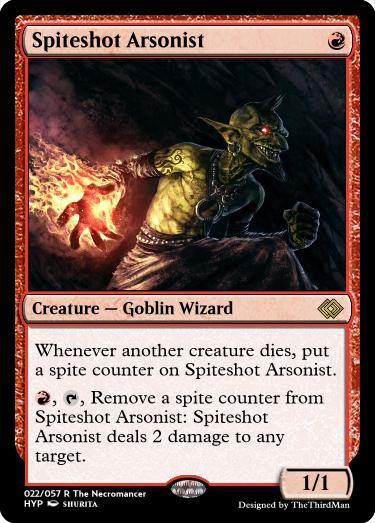 Spiteshot Arsonist
Creature — Goblin Wizard
Whenever another creature dies, put
a spite counter on Spiteshot Arsonist.
, , Remove a spite counter from
Spiteshot Arsonist: Spiteshot
Arsonist deals 2 damage to any
target.
1/1
022/057 R The Necromancer
HYP SHURITA
Designed by TheThirdMan